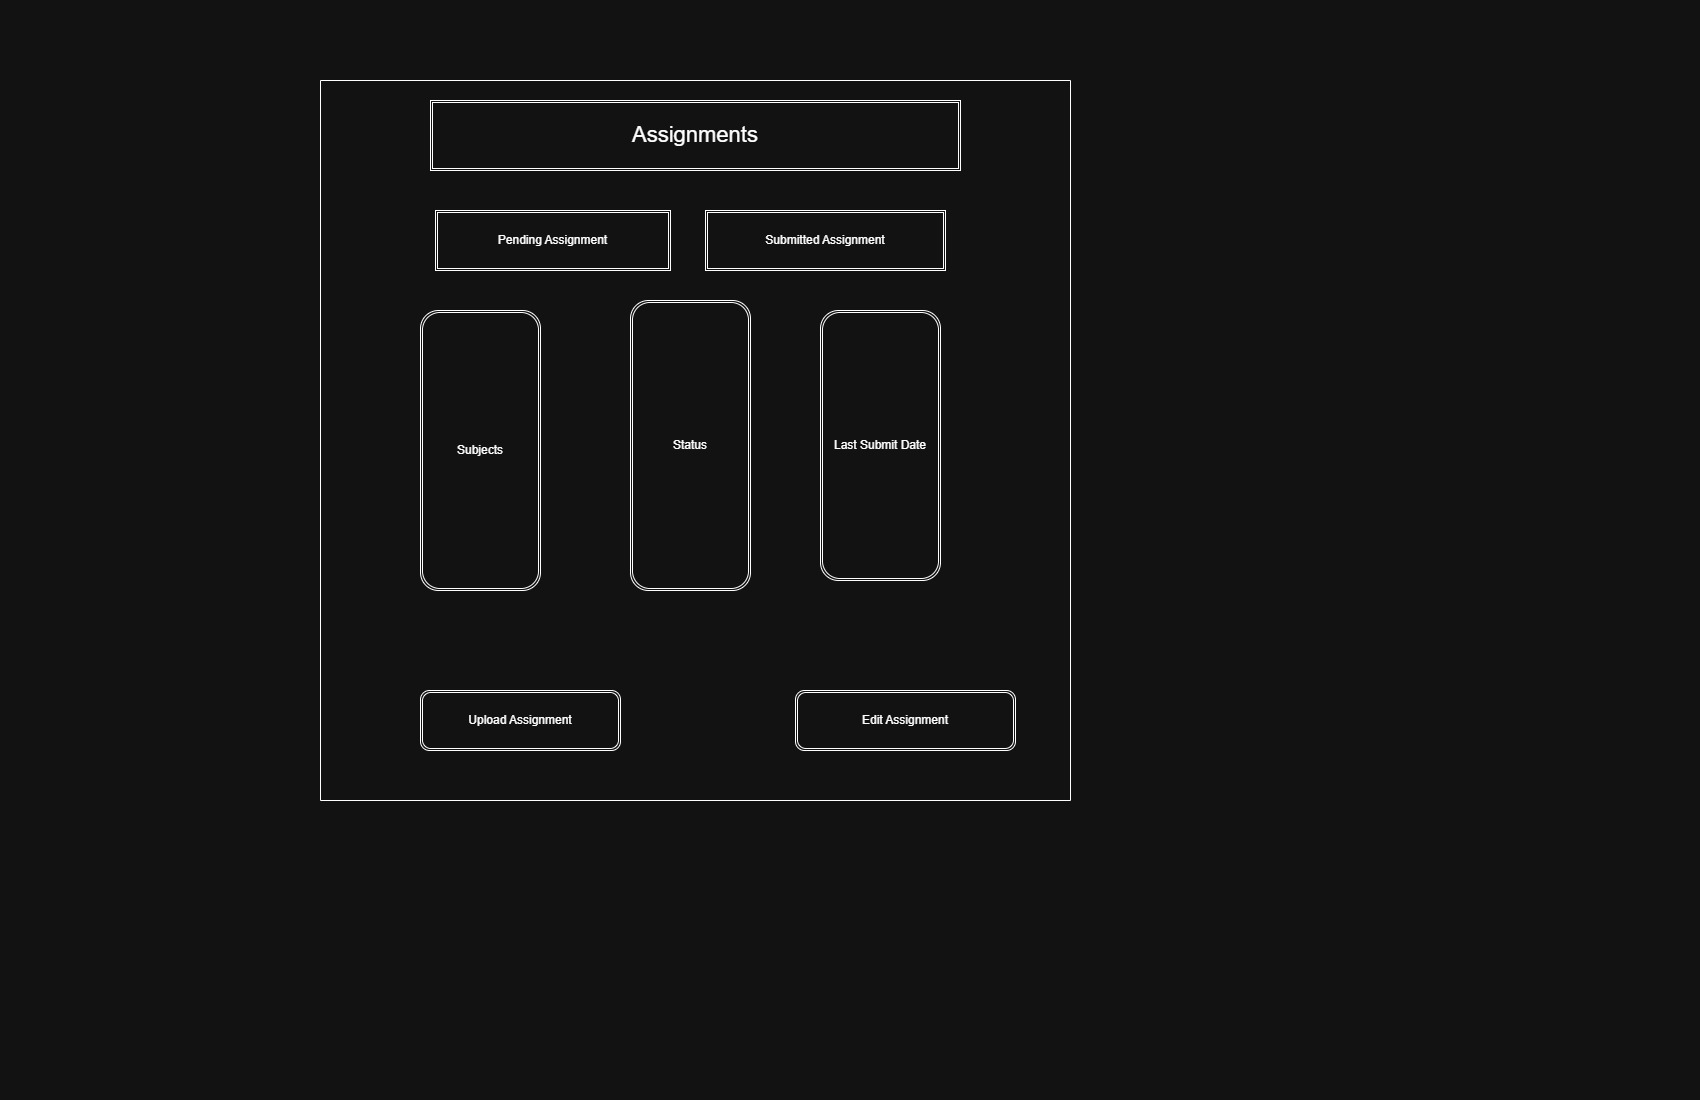 Assignments
Pending Assignment
Submitted Assignment
Subjects
Status
Last Submit Date
Upload Assignment
Edit Assignment